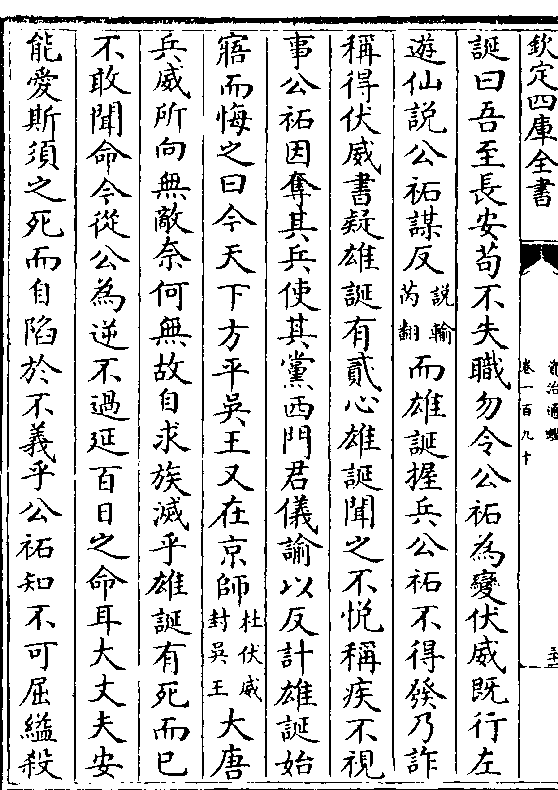 欽定四庫全書
資治通鑑
卷一百九十
誕曰吾至長安苟不失職勿令公祏為變伏威既行左
遊仙說公祏謀反說輸芮翻而雄誕握兵公祏不得發乃詐
稱得伏威書疑雄誕有貳心雄誕聞之不悅稱疾不視
事公祏因奪其兵使其黨西門君儀諭以反計雄誕始
寤而悔之曰今天下方平吳王又在京師杜伏威封吳王大唐
兵威所向無敵奈何無故自求族滅乎雄誕有死而已
不敢聞命今從公為逆不過延百日之命耳大丈夫安
能愛斯須之死而自陷於不義乎公祏知不可屈縊殺